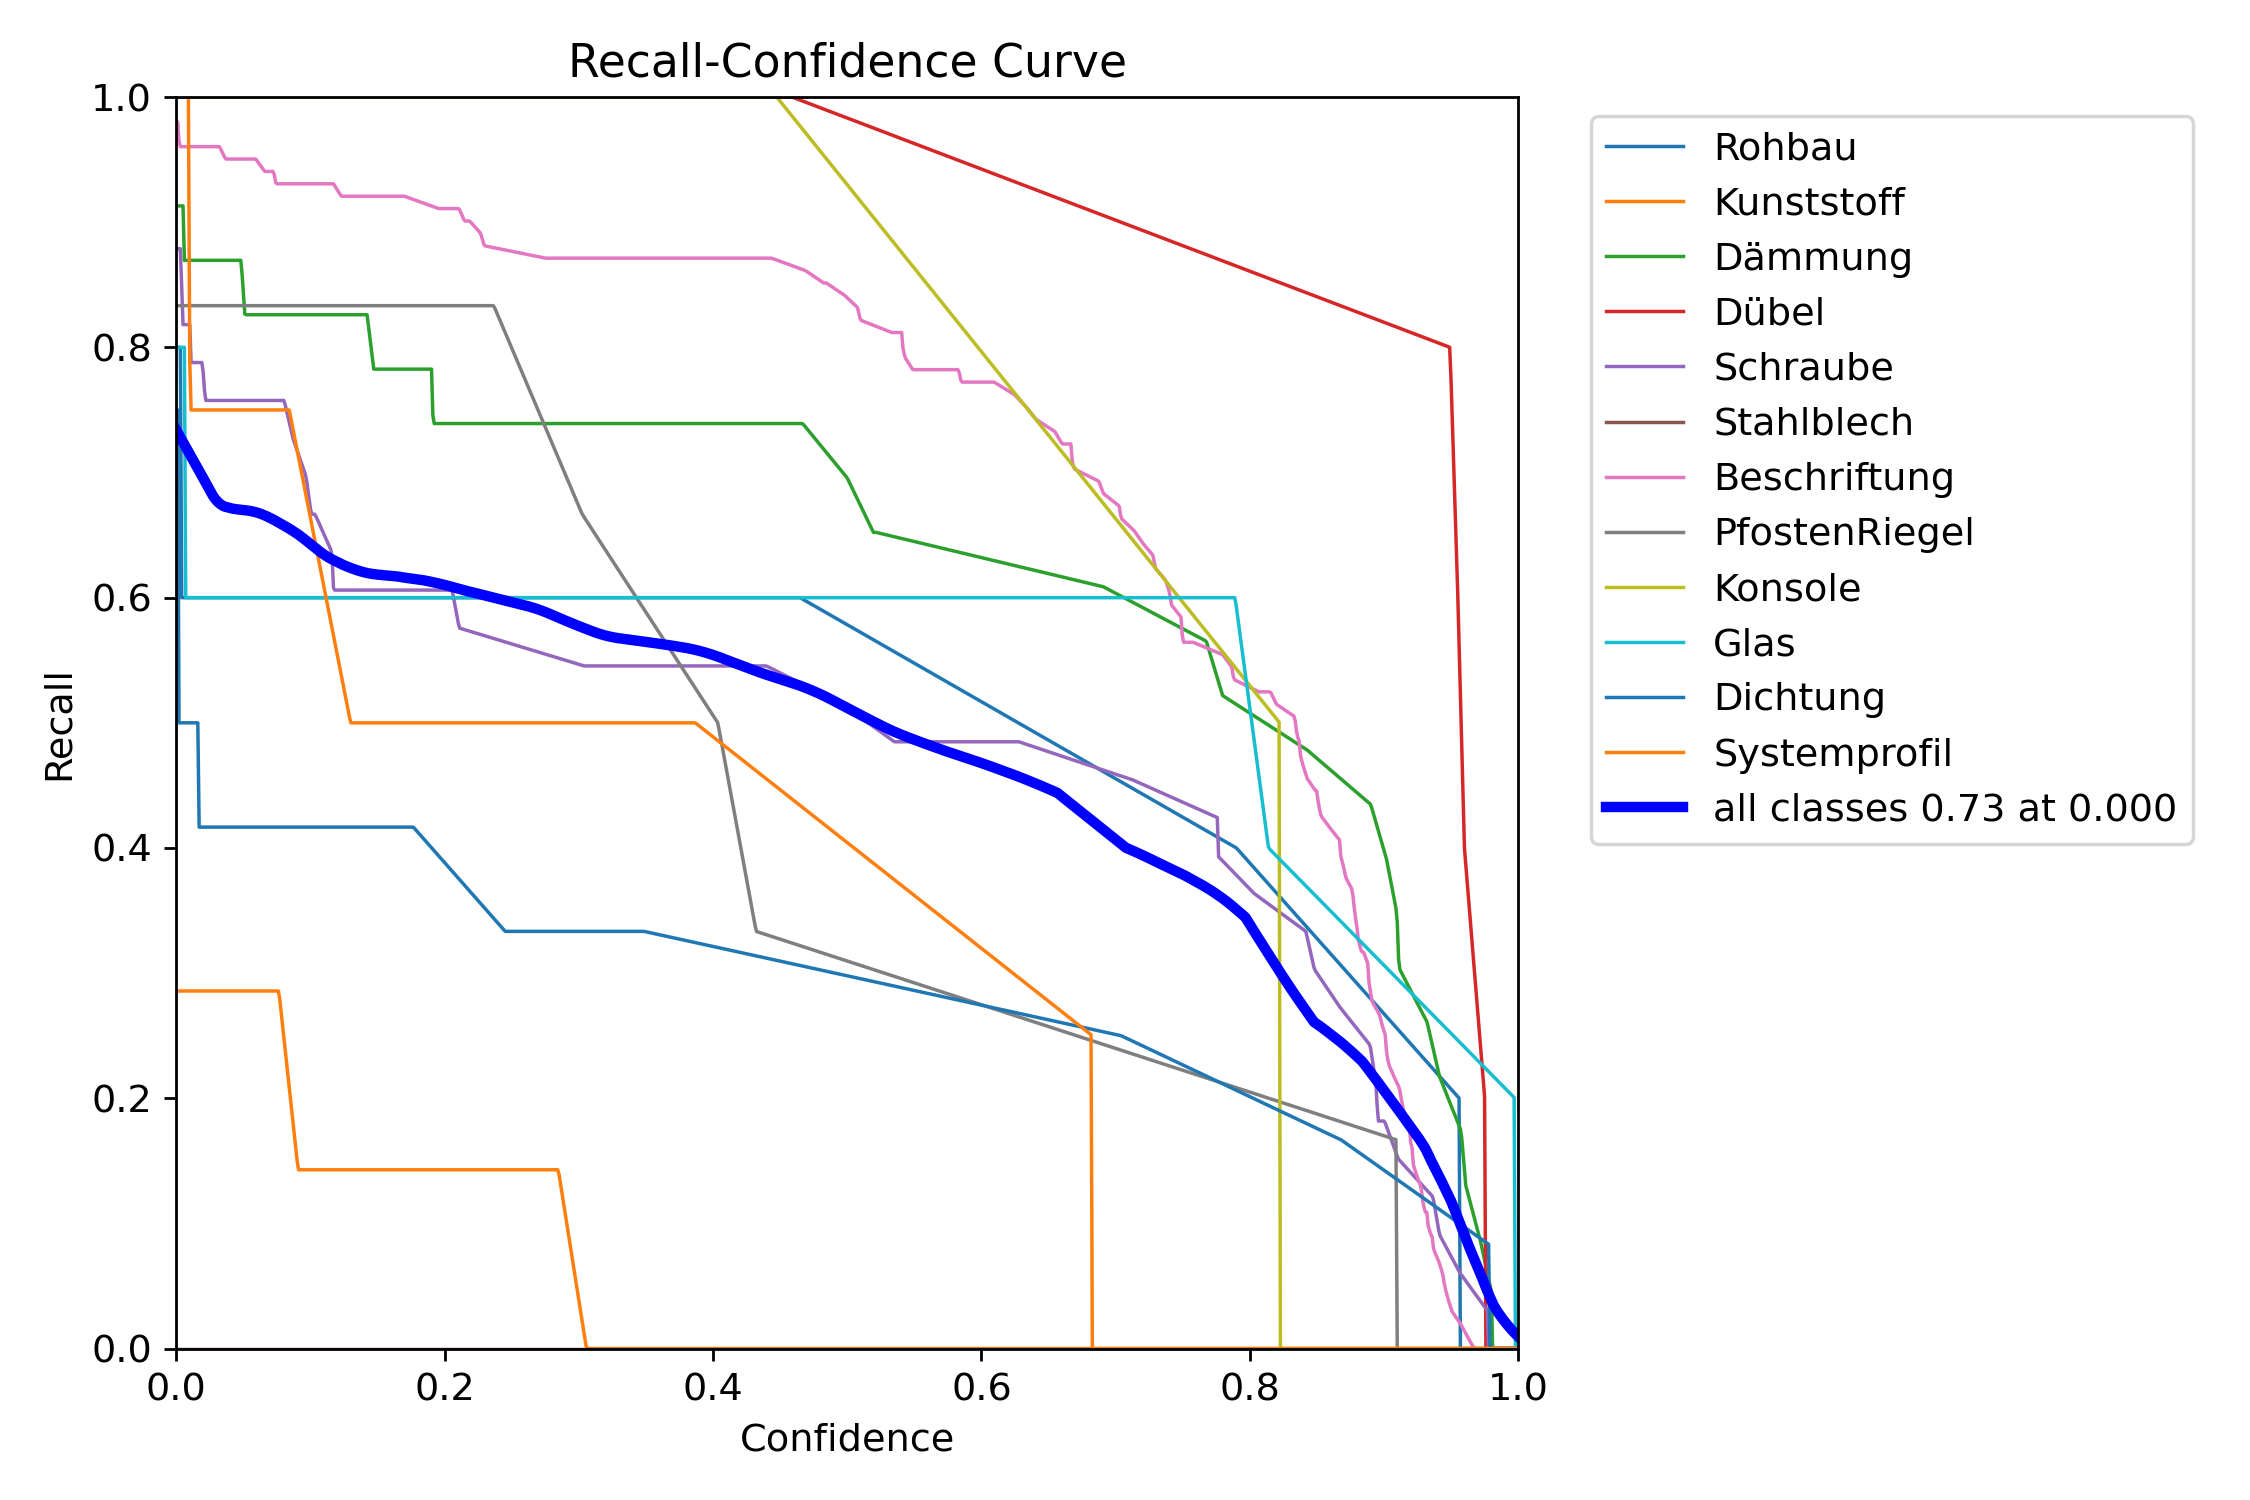 Recall-Confidence Curve
1.0
0.8
0.6
0.4
0.2
0.0
Recall
0.0 0.2 0.4 0.6 0.8 1.0
Confidence
Rohbau
Kunststoff
Dämmung
Dübel
Schraube
Stahlblech
Beschriftung
PfostenRiegel
Konsole
Glas
Dichtung
Systemprofil
all classes 0.73 at 0.000